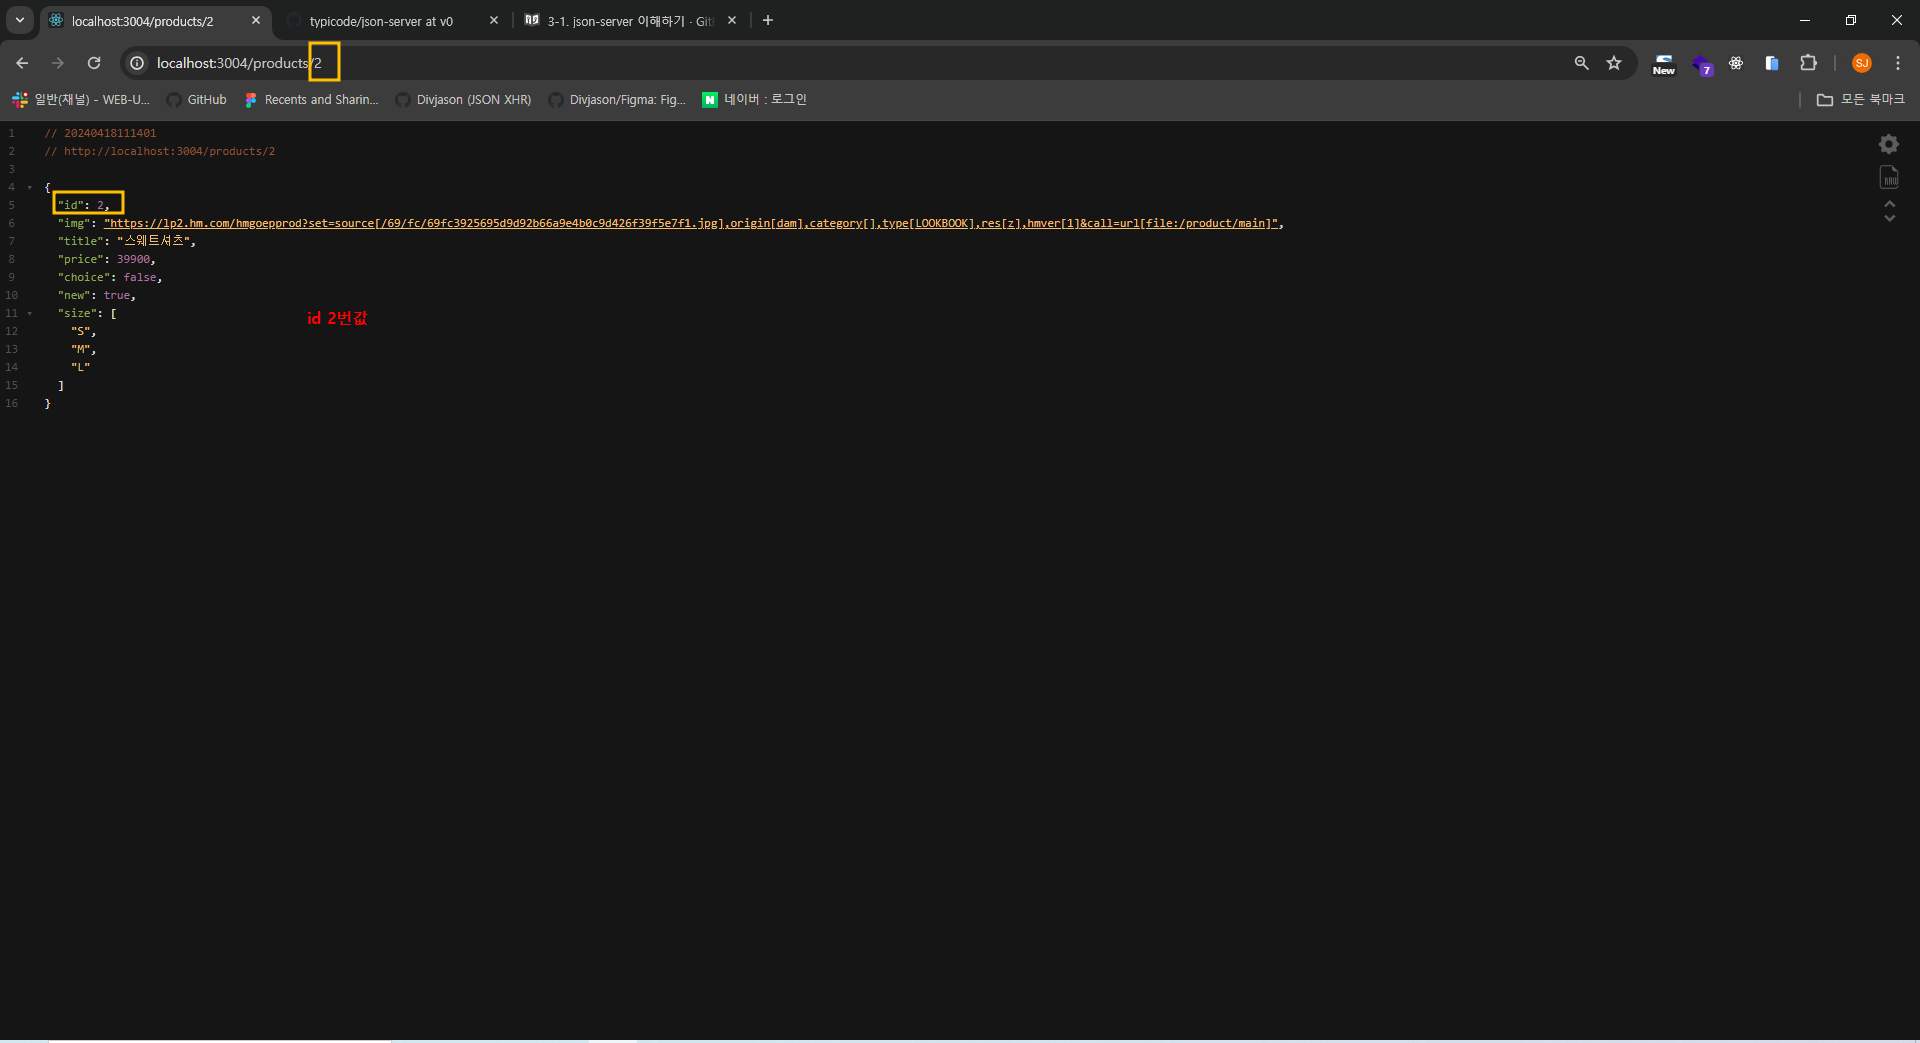 localhost:3004/products/2
typicode/json-server at v0
3-1. json-server 이해하기 · Git
localhost:3004/products/2
New
7
SJ
일반(채널) - WEB-U...
GitHub
Recents and Sharin...
Divjason (JSON XHR)
Divjason/Figma: Fig...
N 네이버 : 로그인
모든 북마크
1 // 20240418111401
2 // http://localhost:3004/products/2
3
4 {
5 "id": 2,
6 "img": "https://lp2.hm.com/hmgoepprod?set=source[/69/fc/69fc3925695d9d92b66a9e4b0c9d426f39f5e7f1.jpg],origin[dam],category[],type[LOOKBOOK],res[z],hmver[1]&call=url[file:/product/main]",
7 "title": "스웨트셔츠",
8 "price": 39900,
9 "choice": false,
10 "new": true,
11 "size": [
id 2번값
12 "S",
13 "M",
14 "L"
15 ]
16 }
RAW